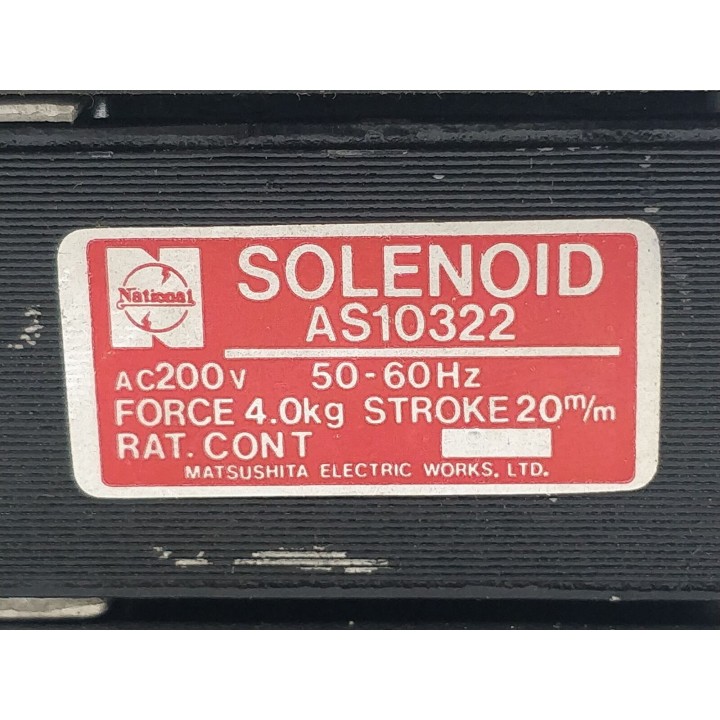 National
SOLENOID
AS10322
AC200V 50-60Hz
FORCE 4.0kg STROKE 20m/m
RAT. CONT
MATSUSHITA ELECTRIC WORKS, LTD.